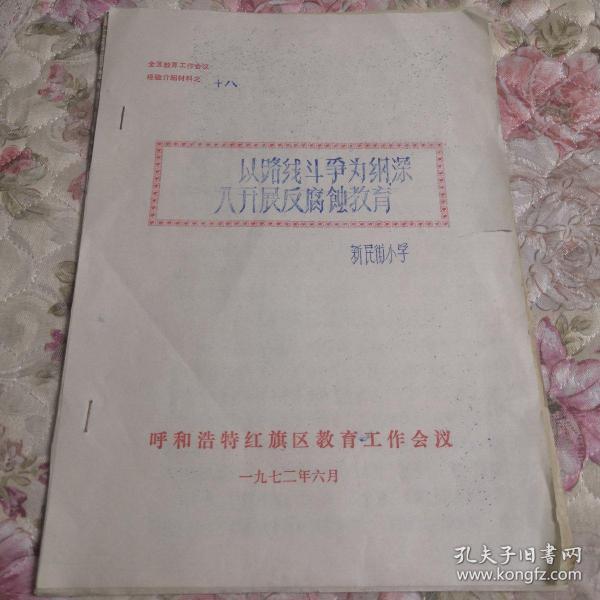 全区教育工作会议
经验介绍材料之 十八
以路线斗争为纲深
入开展反腐蝕教育
新民街小学
呼和浩特红旗区教育工作会议
一九七二年六月
孔夫子旧书网
www.kongfz.com